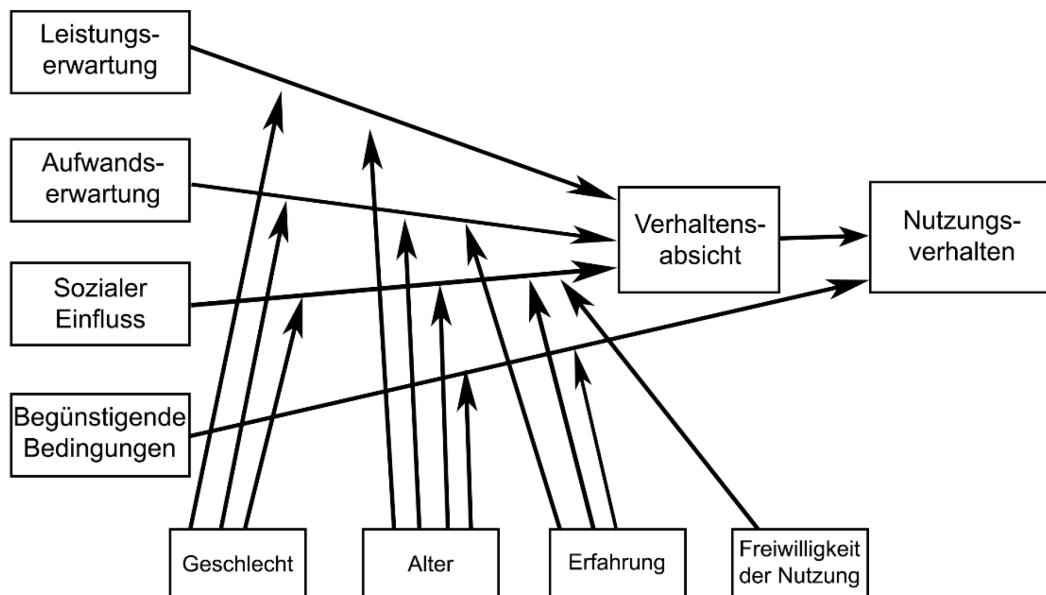 Leistungs-
erwartung
Aufwands-
erwartung
Sozialer
Einfluss
Begünstigende
Bedingungen
Verhaltens-
absicht
Nutzungs-
verhalten
Geschlecht
Alter
Erfahrung
Freiwilligkeit
der Nutzung